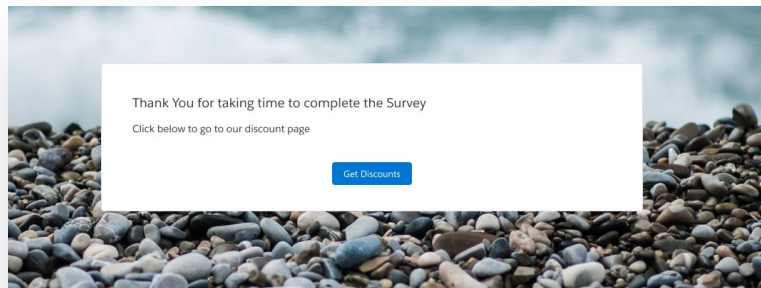 Thank You for taking time to complete the Survey
Click below to go to our discount page
Get Discounts